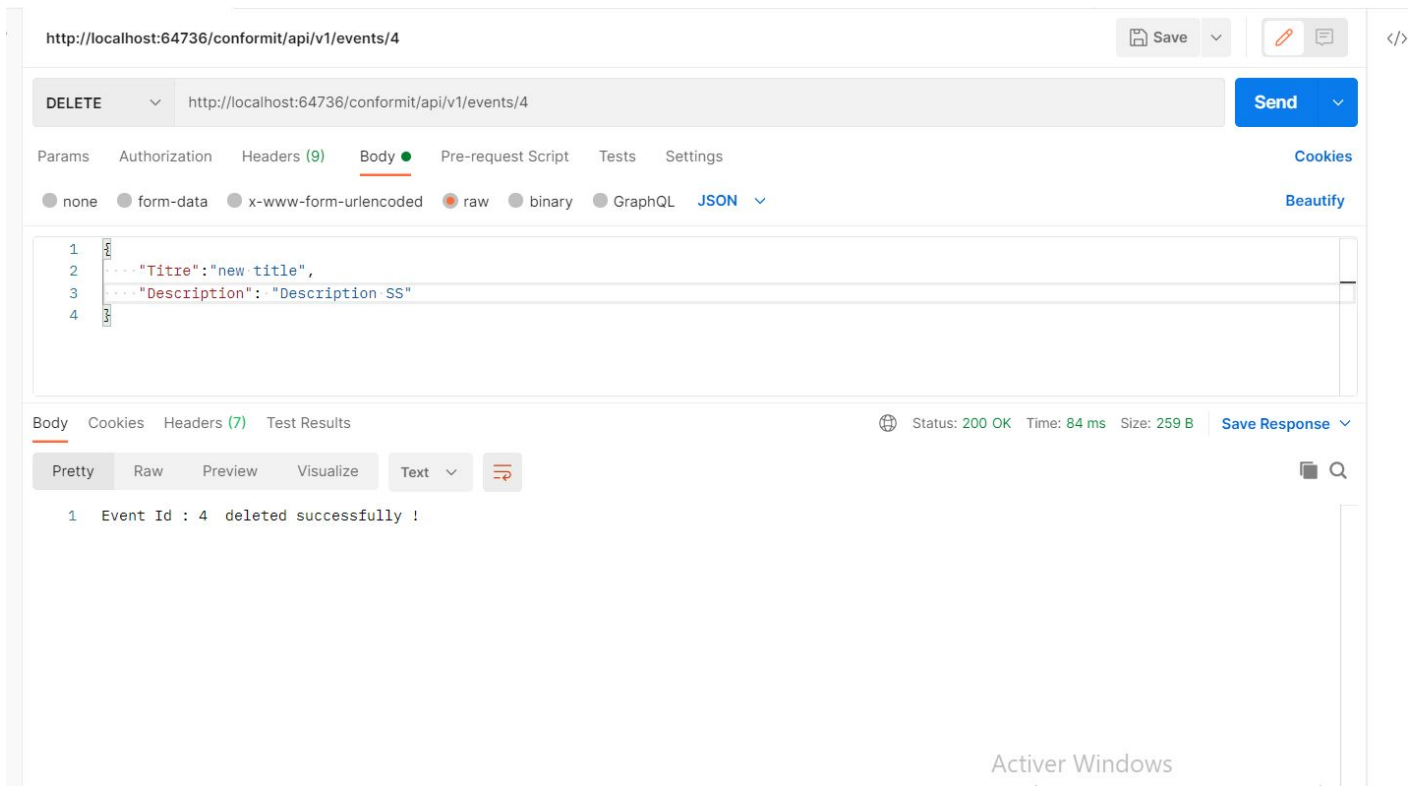 http://localhost:64736/conformit/api/v1/events/4 Save </>
DELETE http://localhost:64736/conformit/api/v1/events/4 Send
Params Authorization Headers (9) Body Pre-request Script Tests Settings Cookies
none form-data x-www-form-urlencoded raw binary GraphQL JSON Beautify
1 {
2 ····"Titre":"new·title",
3 ····"Description":·"Description·SS"
4 }
Body Cookies Headers (7) Test Results Status: 200 OK Time: 84 ms Size: 259 B Save Response
Pretty Raw Preview Visualize Text
1 Event Id : 4  deleted successfully !
Activer Windows